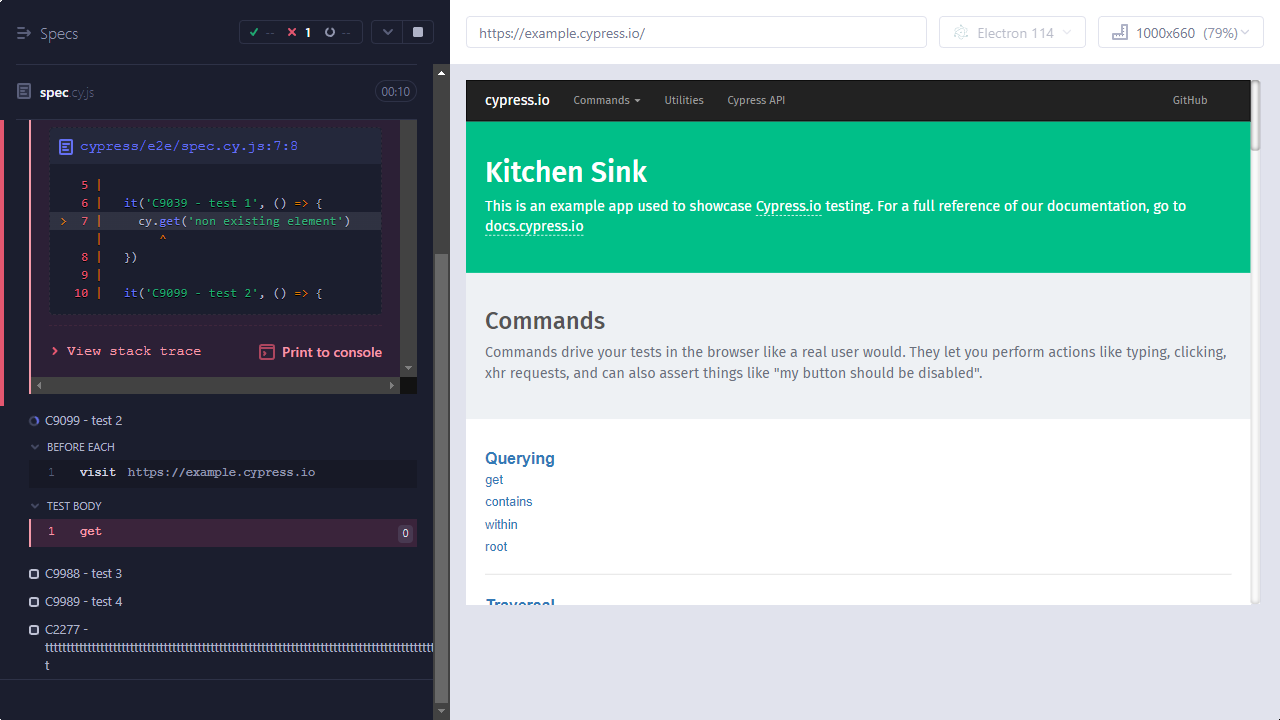 Specs
-- 1 --
spec.cy.js 00:10
cypress/e2e/spec.cy.js:7:8
5 |
6 | it('C9039 - test 1', () => {
> 7 | cy.get('non existing element')
| ^
8 | })
9 |
10 | it('C9099 - test 2', () => {
View stack trace
Print to console
C9099 - test 2
BEFORE EACH
1 visit https://example.cypress.io
TEST BODY
1 get 0
C9988 - test 3
C9989 - test 4
C2277 -
t
https://example.cypress.io/
Electron 114
1000x660 (79%)
cypress.io Commands Utilities Cypress API GitHub
Kitchen Sink
This is an example app used to showcase Cypress.io testing. For a full reference of our documentation, go to
docs.cypress.io
Commands
Commands drive your tests in the browser like a real user would. They let you perform actions like typing, clicking,
xhr requests, and can also assert things like "my button should be disabled".
Querying
get
contains
within
root
Traversal